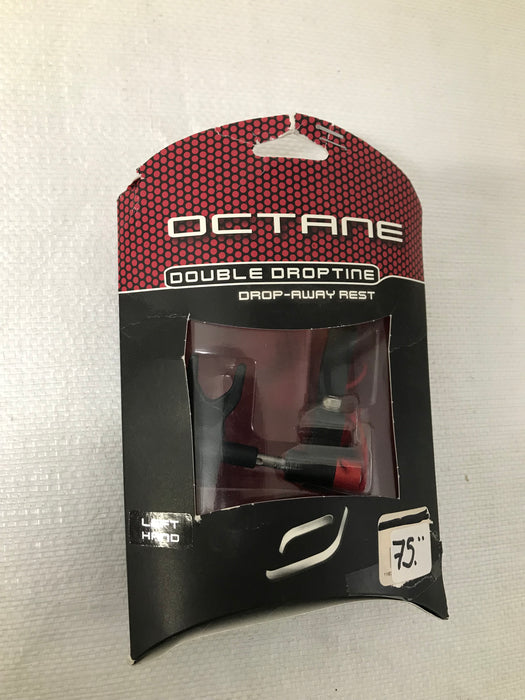 OCTANE
DOUBLE DROPTINE
DROP-AWAY REST
LEFT
HAND
75."